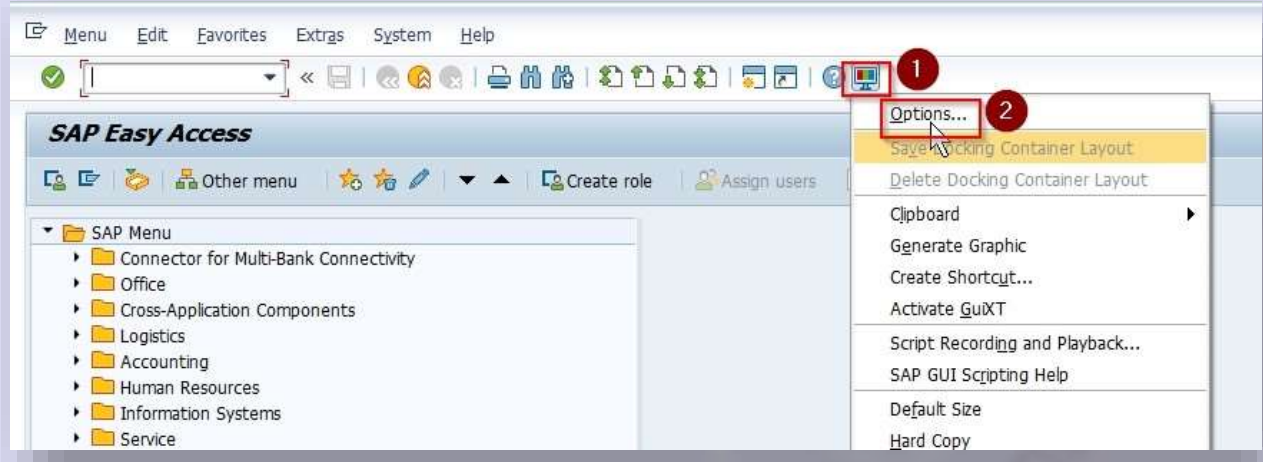 Menu Edit Favorites Extras System Help
1
SAP Easy Access
Options... 2
Save Docking Container Layout
Other menu Create role Assign users
Delete Docking Container Layout
SAP Menu
Connector for Multi-Bank Connectivity
Office
Cross-Application Components
Logistics
Accounting
Human Resources
Information Systems
Service
Clipboard
Generate Graphic
Create Shortcut...
Activate GuiXT
Script Recording and Playback...
SAP GUI Scripting Help
Default Size
Hard Copy